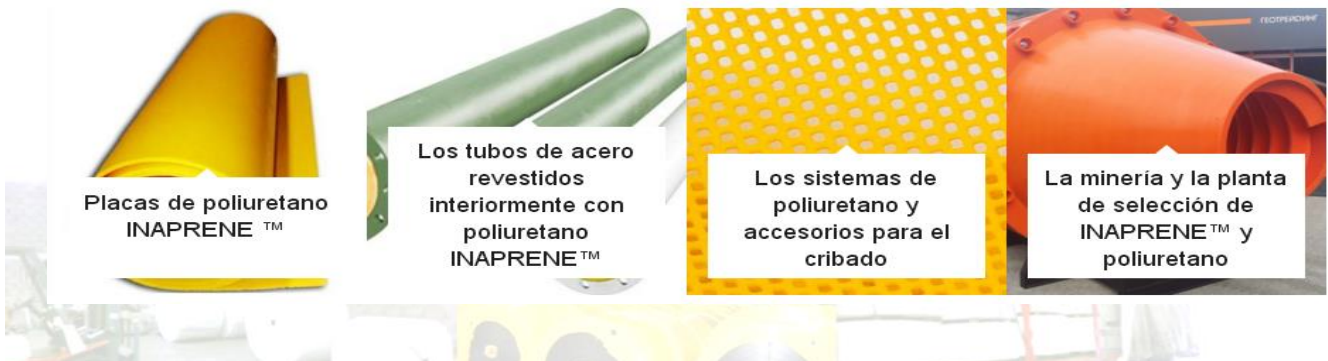 ГЕОТРЕЙДИНГ
Placas de poliuretano
INAPRENE ™
Los tubos de acero
revestidos
interiormente con
poliuretano
INAPRENE™
Los sistemas de
poliuretano y
accesorios para el
cribado
La minería y la planta
de selección de
INAPRENE™ y
poliuretano